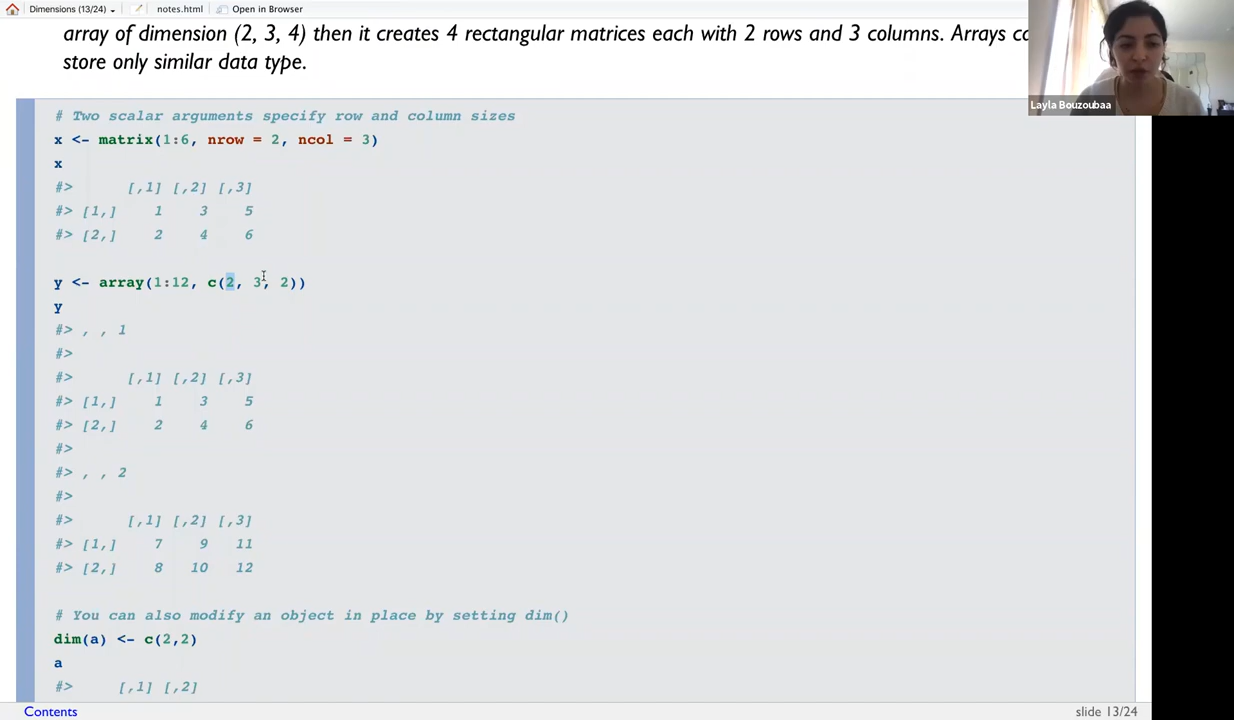 Dimensions (13/24)
notes.html
Open in Browser
array of dimension (2, 3, 4) then it creates 4 rectangular matrices each with 2 rows and 3 columns. Arrays
store only similar data type.
Layla Bouzoubaa
# Two scalar arguments specify row and column sizes
x <- matrix(1:6, nrow = 2, ncol = 3)
x
#>      [,1] [,2] [,3]
#> [1,]    1    3    5
#> [2,]    2    4    6
y <- array(1:12, c(2, 3, 2))
y
#> , , 1
#>
#>      [,1] [,2] [,3]
#> [1,]    1    3    5
#> [2,]    2    4    6
#>
#> , , 2
#>
#>      [,1] [,2] [,3]
#> [1,]    7    9   11
#> [2,]    8   10   12
# You can also modify an object in place by setting dim()
dim(a) <- c(2,2)
a
#>      [,1] [,2]
Contents
slide 13/24